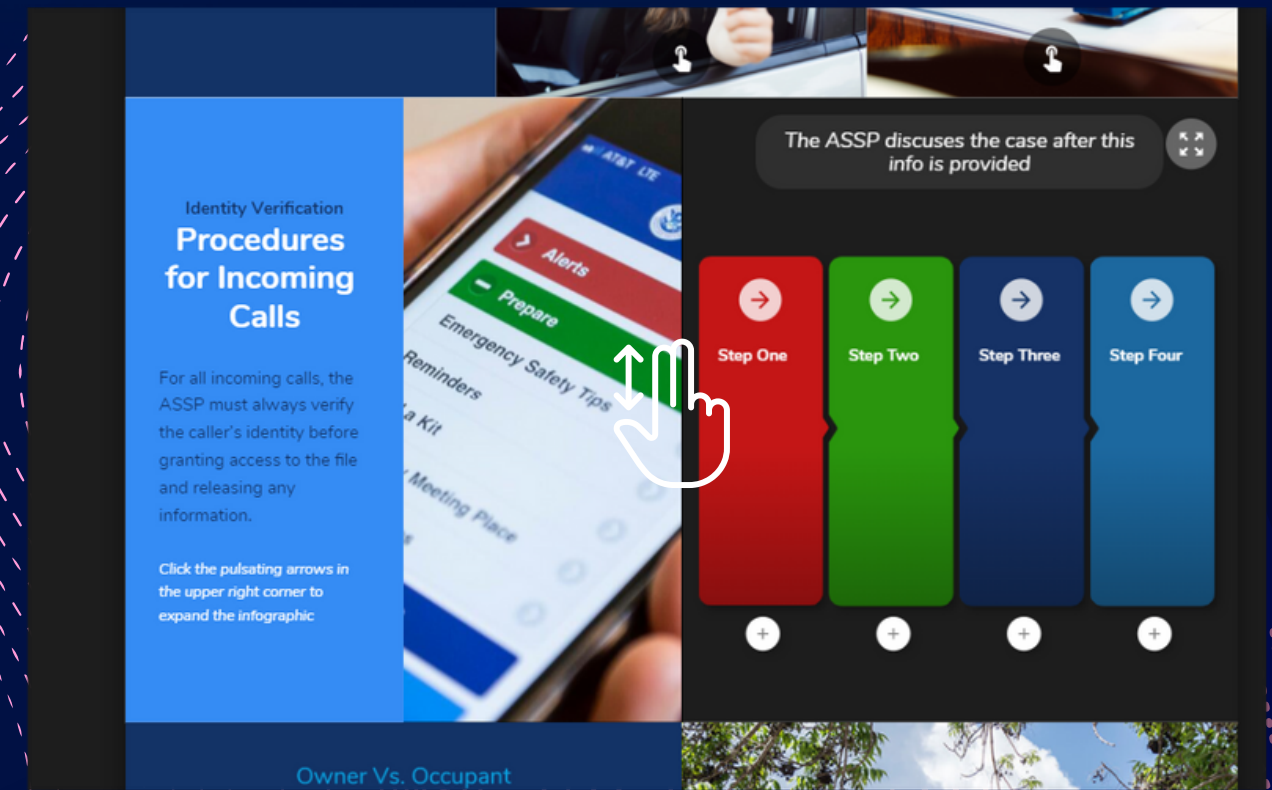 Identity Verification
Procedures
for Incoming
Calls
For all incoming calls, the
ASSP must always verify
the caller's identity before
granting access to the file
and releasing any
information.
Click the pulsating arrows in
the upper right corner to
expand the infographic
AT&T LTE
Alerts
Prepare
Emergency Safety Tips
Reminders
a Kit
Meeting Place
The ASSP discuses the case after this
info is provided
Step One
Step Two
Step Three
Step Four
Owner Vs. Occupant